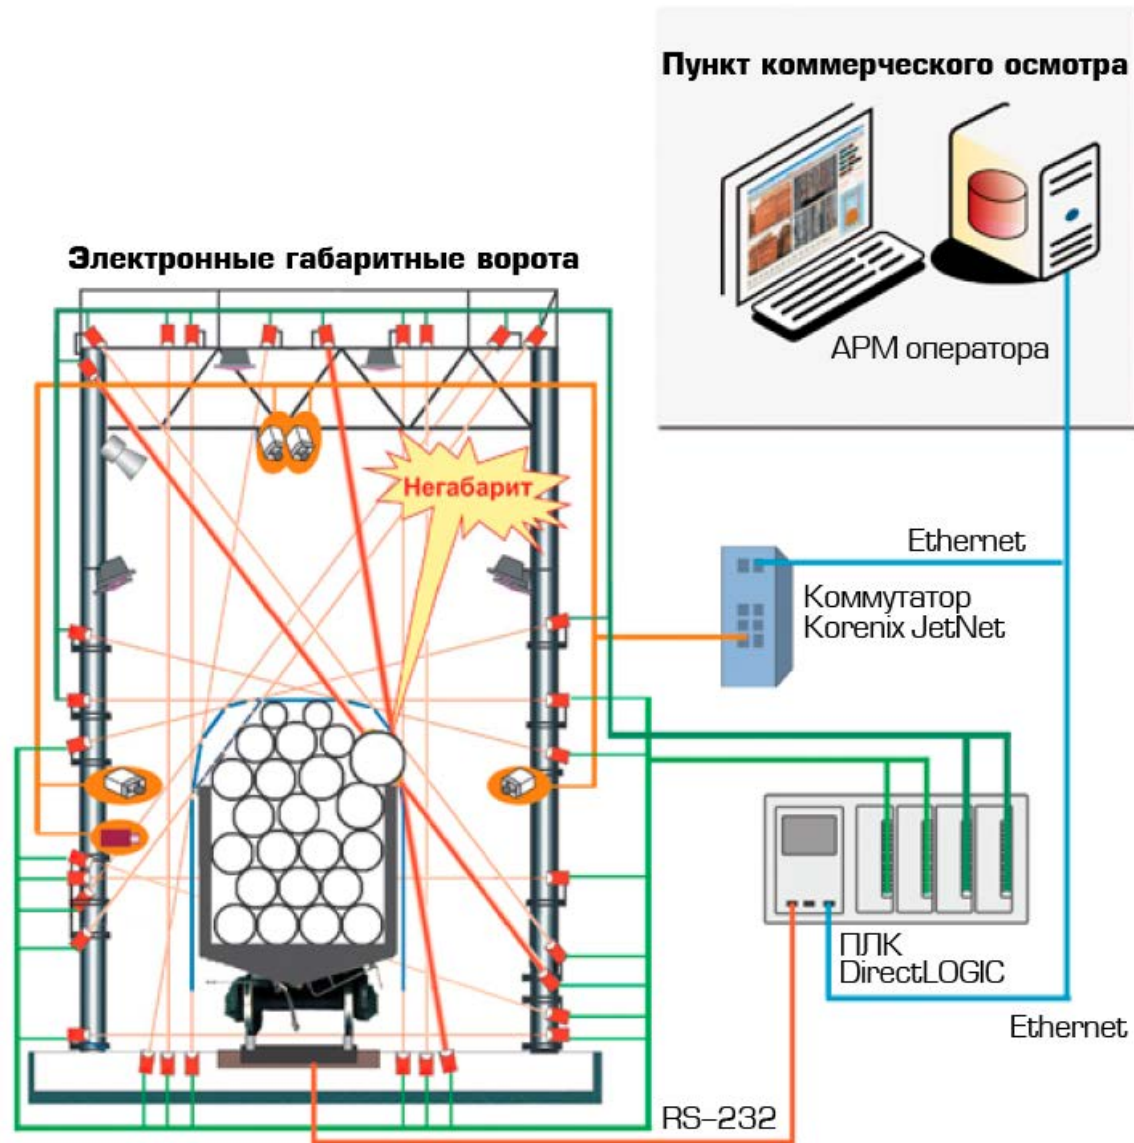 Пункт коммерческого осмотра
АРМ оператора
Электронные габаритные ворота
Негабарит
Ethernet
Коммутатор
Korenix JetNet
ПЛК
DirectLOGIC
Ethernet
RS-232